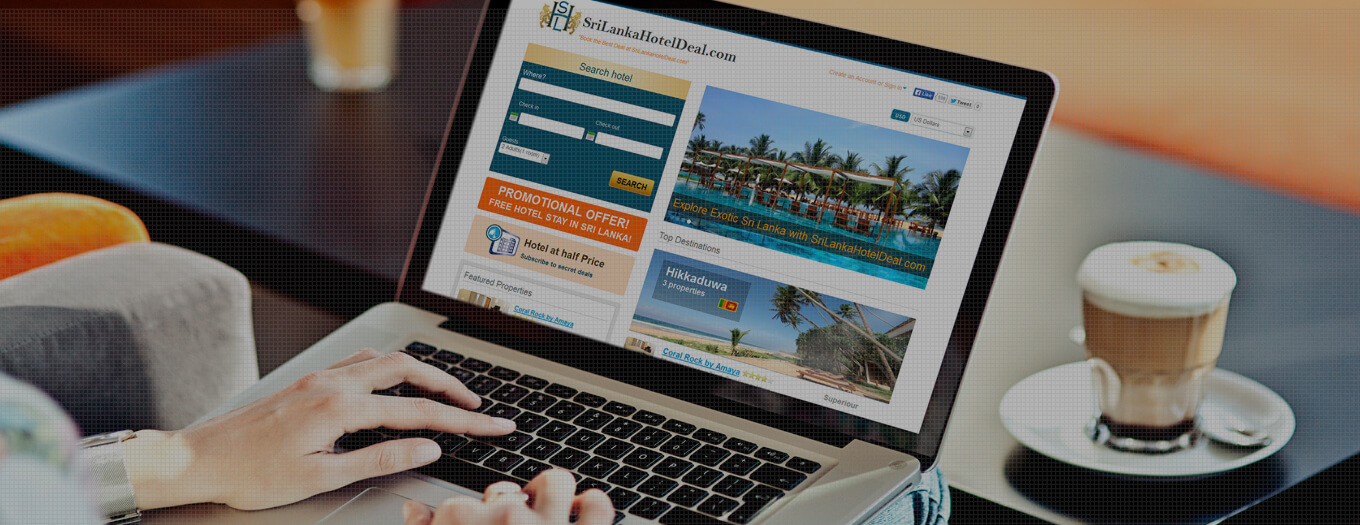 SHL
SriLankaHotelDeal.com
"Book the Best Deal at SriLankaHotelDeal.com"
Create an Account or Sign in
Like
Tweet
0
USD
US Dollars
Search hotel
Where?
Check in
Check out
Guests
2 Adults(1 room)
SEARCH
PROMOTIONAL OFFER!
FREE HOTEL STAY IN SRI LANKA!
Hotel at half Price
Subscribe to secret deals
Featured Properties
Coral Rock by Amaya
Explore Exotic Sri Lanka with SriLankaHotelDeal.com
Top Destinations
Hikkaduwa
3 properties
Coral Rock by Amaya
Superiour